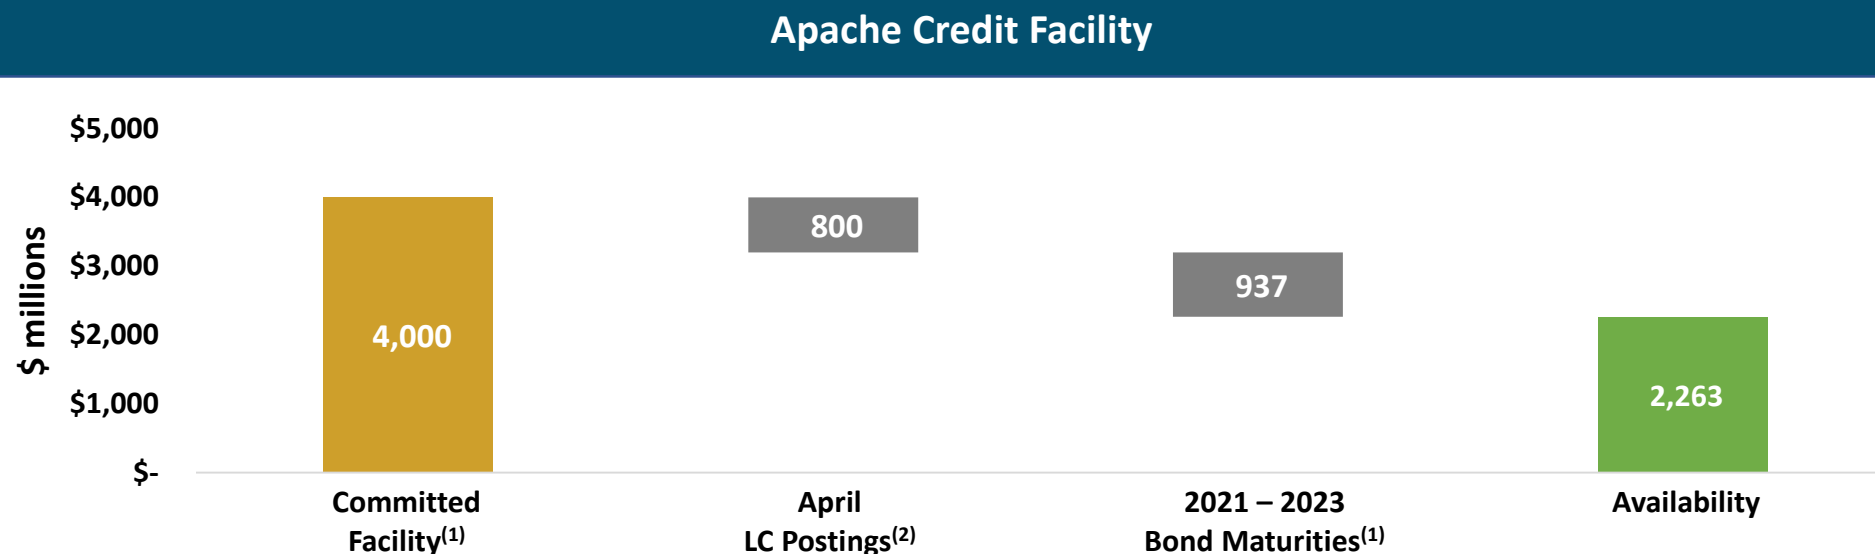 Apache Credit Facility
$ millions
$5,000
$4,000
$3,000
$2,000
$1,000
$-
4,000
800
937
2,263
Committed
Facility(1)
April
LC Postings(2)
2021 – 2023
Bond Maturities(1)
Availability